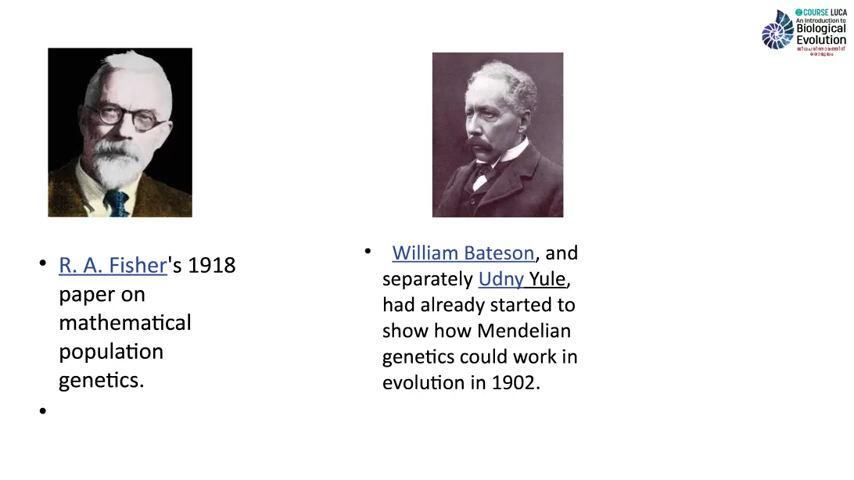 COURSE LUCA
An Introduction to
Biological
Evolution
• R. A. Fisher's 1918
paper on
mathematical
population
genetics.
•
• William Bateson, and
separately Udny Yule,
had already started to
show how Mendelian
genetics could work in
evolution in 1902.